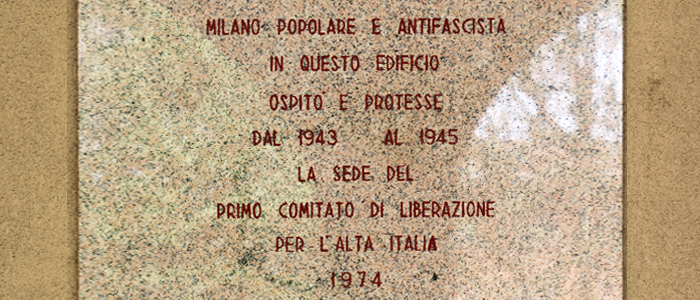 MILANO POPOLARE E ANTIFASCISTA
IN QUESTO EDIFICIO
OSPITO E PROTESSE
DAL 1943 AL 1945
LA SEDE DEL
PRIMO COMITATO DI LIBERAZIONE
PER L'ALTA ITALIA
1974